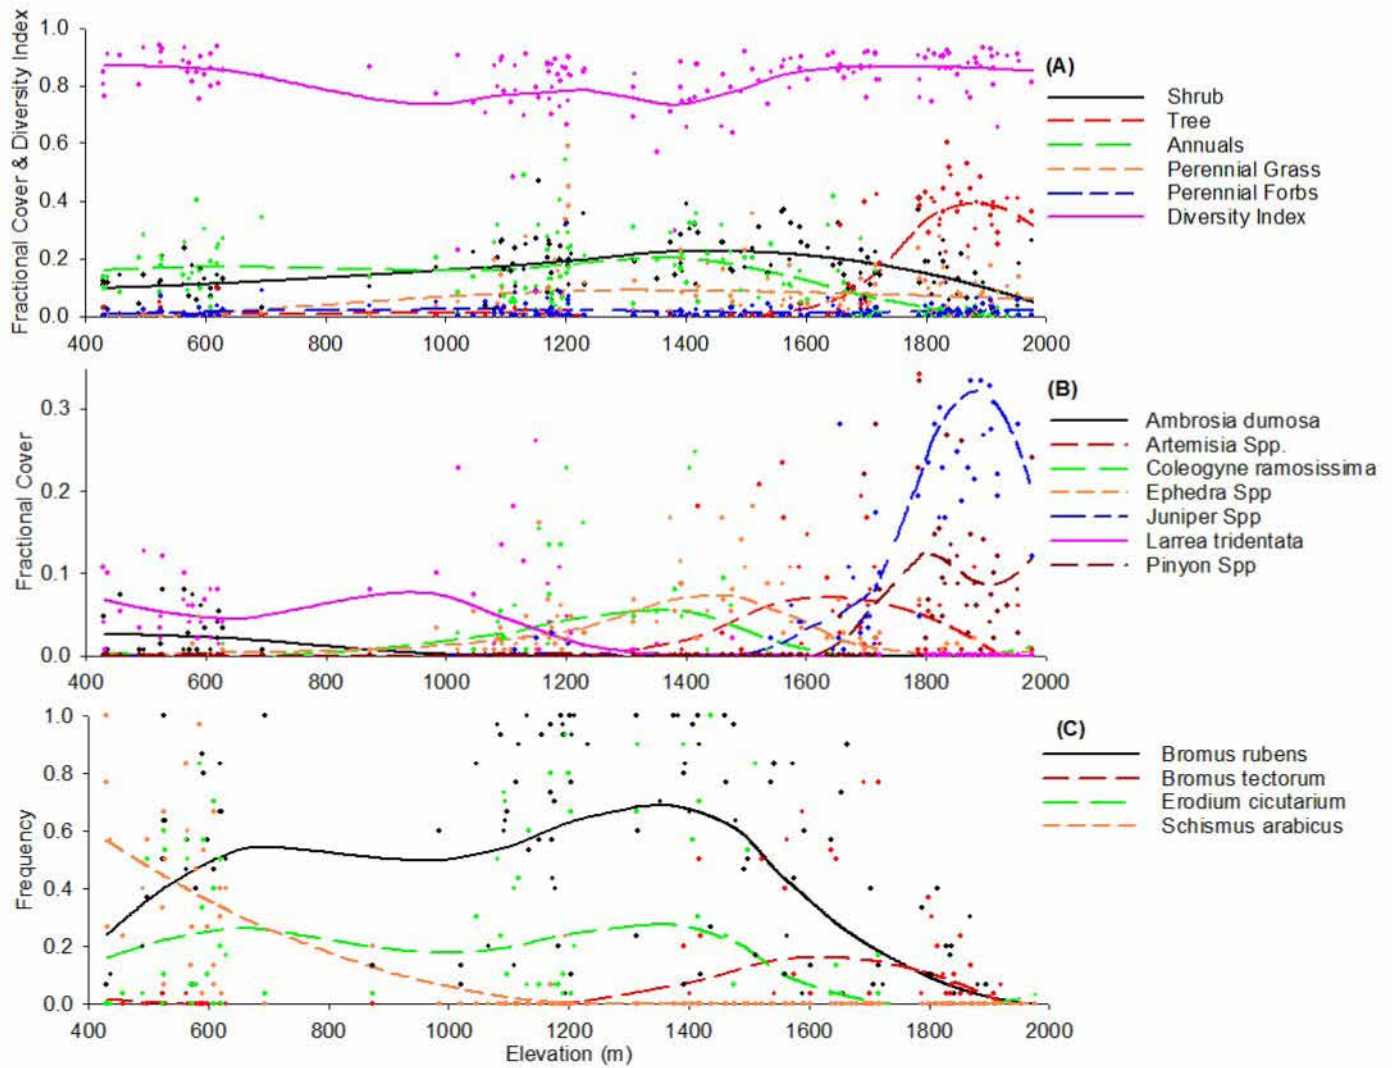 Fractional Cover & Diversity Index
1.0
0.8
0.6
0.4
0.2
0.0
400 600 800 1000 1200 1400 1600 1800 2000
(A)
Shrub
Tree
Annuals
Perennial Grass
Perennial Forbs
Diversity Index
Fractional Cover
0.3
0.2
0.1
0.0
400 600 800 1000 1200 1400 1600 1800 2000
(B)
Ambrosia dumosa
Artemisia Spp.
Coleogyne ramosissima
Ephedra Spp
Juniper Spp
Larrea tridentata
Pinyon Spp
Frequency
1.0
0.8
0.6
0.4
0.2
0.0
400 600 800 1000 1200 1400 1600 1800 2000
Elevation (m)
(C)
Bromus rubens
Bromus tectorum
Erodium cicutarium
Schismus arabicus